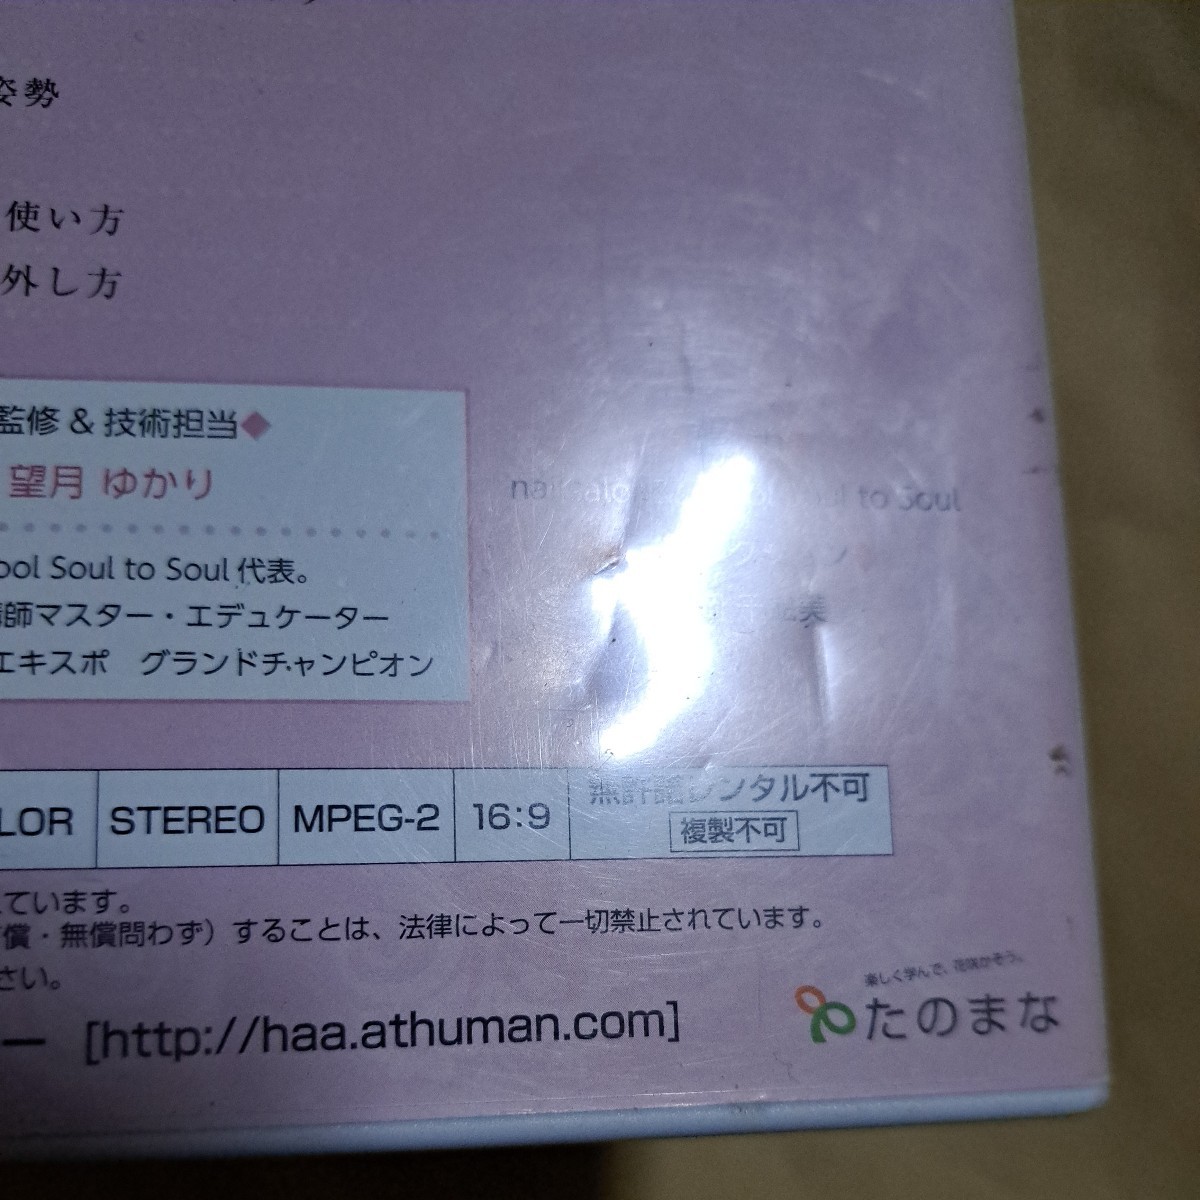 姿勢
使い方
外し方
監修 & 技術担当◆
望月 ゆかり
ool Soul to Soul 代表。
講師マスター・エデュケーター
エキスポ グランドチャンピオン
to Soul
美
LOR
STEREO
MPEG-2
16:9
無許諾レンタル不可
複製不可
ています。
償・無償問わず）することは、法律によって一切禁止されています。
さい。
ー [http://haa.athuman.com]
楽しく学んで、花咲かそう。
たのまな